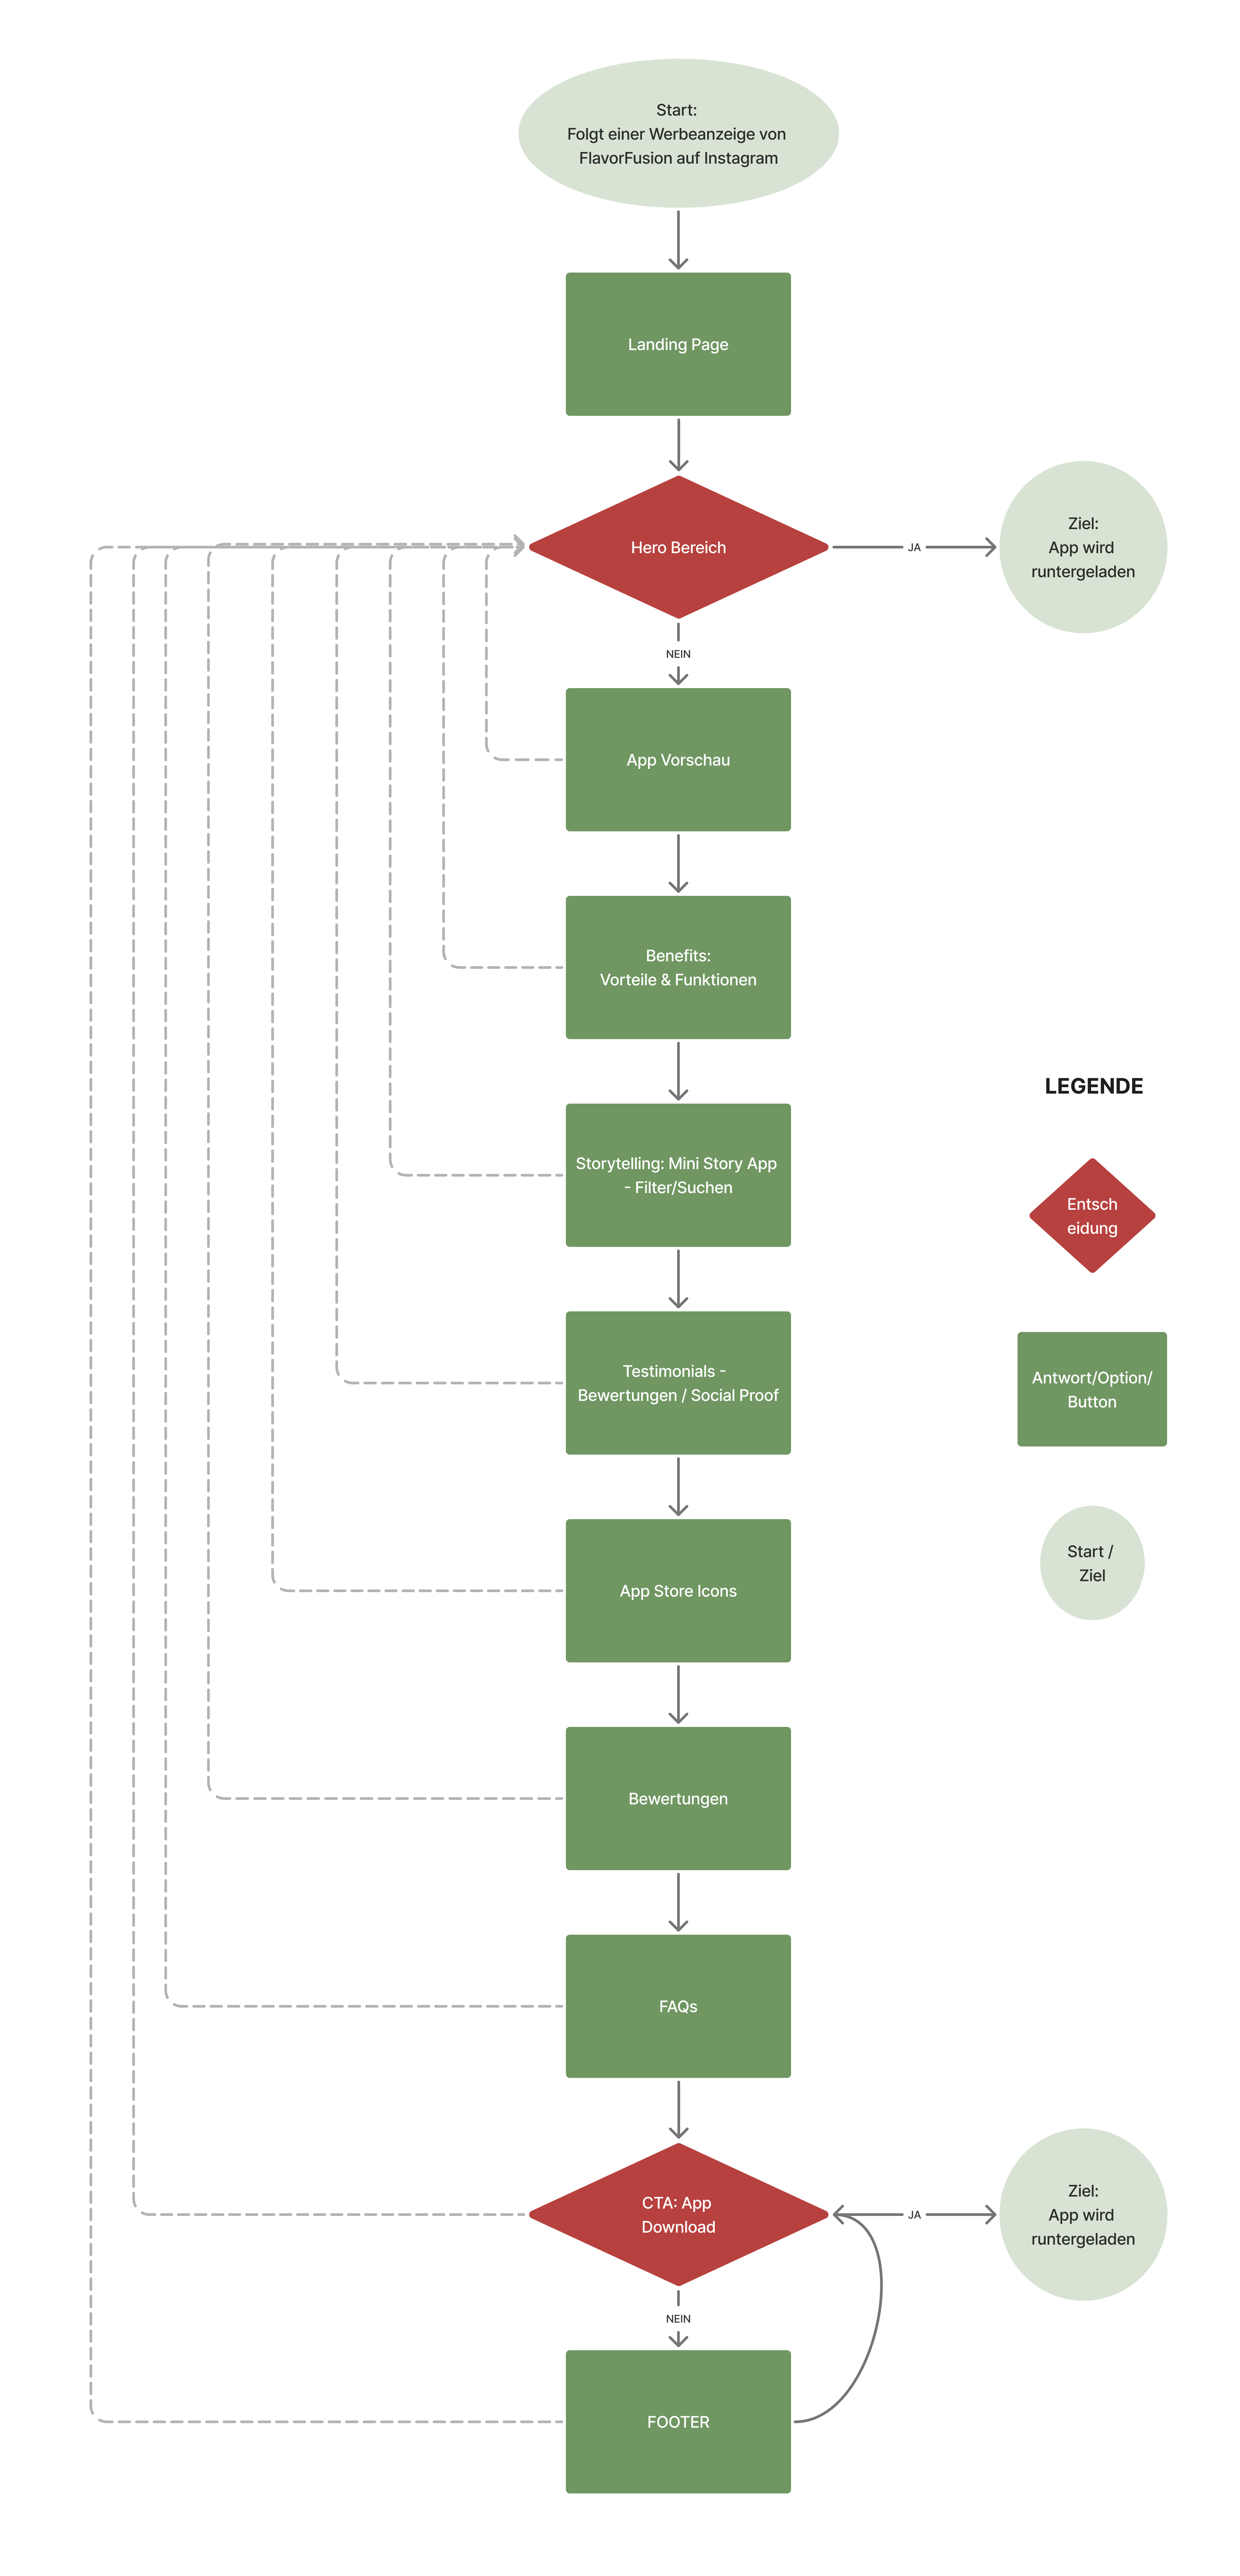 Start:
Folgt einer Werbeanzeige von
FlavorFusion auf Instagram
Landing Page
Hero Bereich
JA
Ziel:
App wird
runtergeladen
NEIN
App Vorschau
Benefits:
Vorteile & Funktionen
LEGENDE
Storytelling: Mini Story App
- Filter/Suchen
Entsch
eidung
Testimonials -
Bewertungen / Social Proof
Antwort/Option/
Button
App Store Icons
Start /
Ziel
Bewertungen
FAQs
CTA: App
Download
JA
Ziel:
App wird
runtergeladen
NEIN
FOOTER